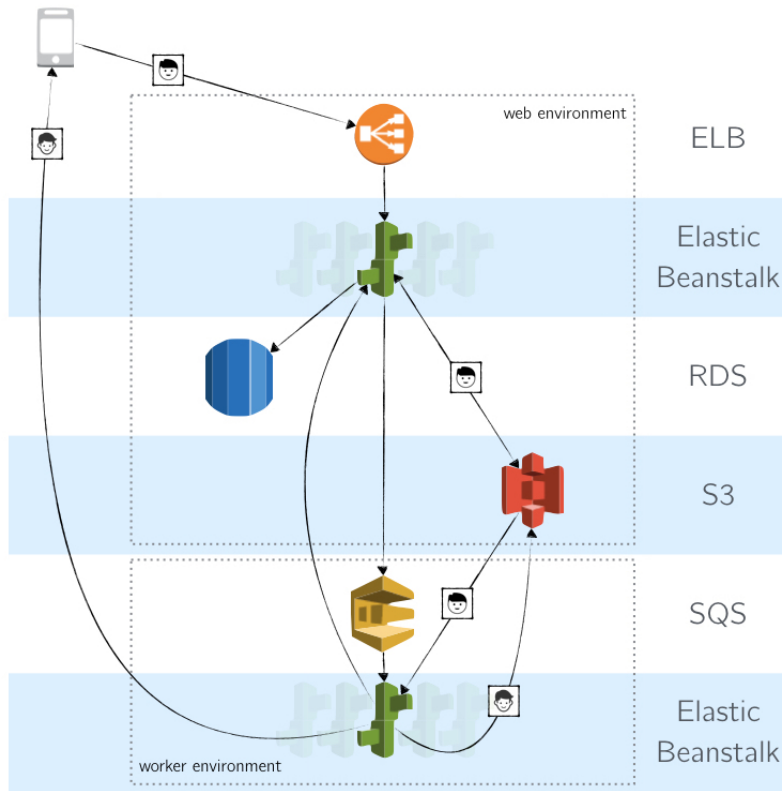 web environment
ELB
Elastic
Beanstalk
RDS
S3
SQS
Elastic
Beanstalk
worker environment